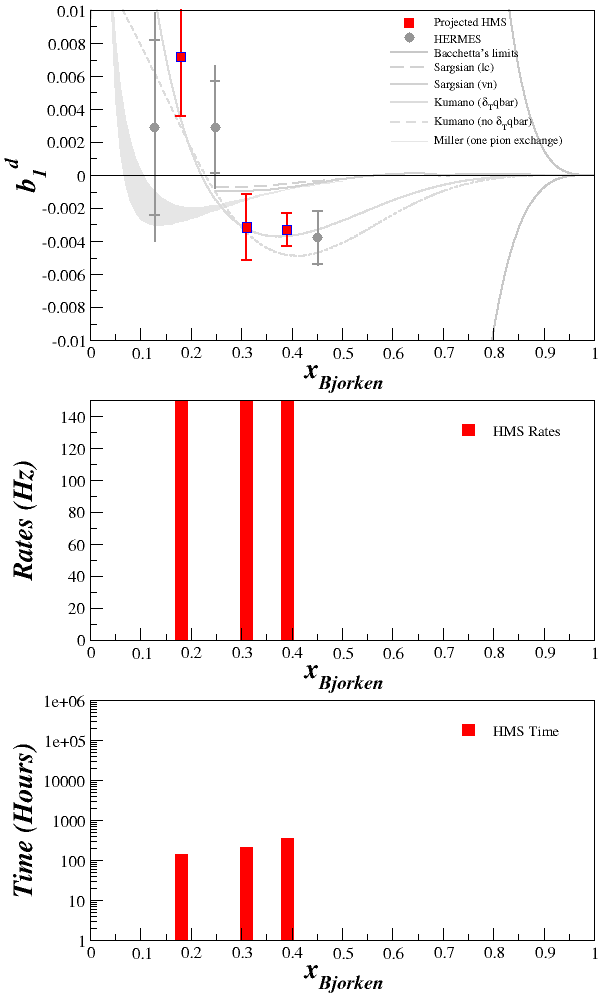 0.01
0.008
0.006
0.004
0.002
0
-0.002
-0.004
-0.006
-0.008
-0.01
b₁ᵈ
Projected HMS
HERMES
Bacchetta's limits
Sargsian (lc)
Sargsian (vn)
Kumano (δTqbar)
Kumano (no δTqbar)
Miller (one pion exchange)
0 0.1 0.2 0.3 0.4 0.5 0.6 0.7 0.8 0.9 1
xBjorken
140
120
100
80
60
40
20
0
Rates (Hz)
HMS Rates
0 0.1 0.2 0.3 0.4 0.5 0.6 0.7 0.8 0.9 1
xBjorken
1e+06
1e+05
10000
1000
100
10
1
Time (Hours)
HMS Time
0 0.1 0.2 0.3 0.4 0.5 0.6 0.7 0.8 0.9 1
xBjorken